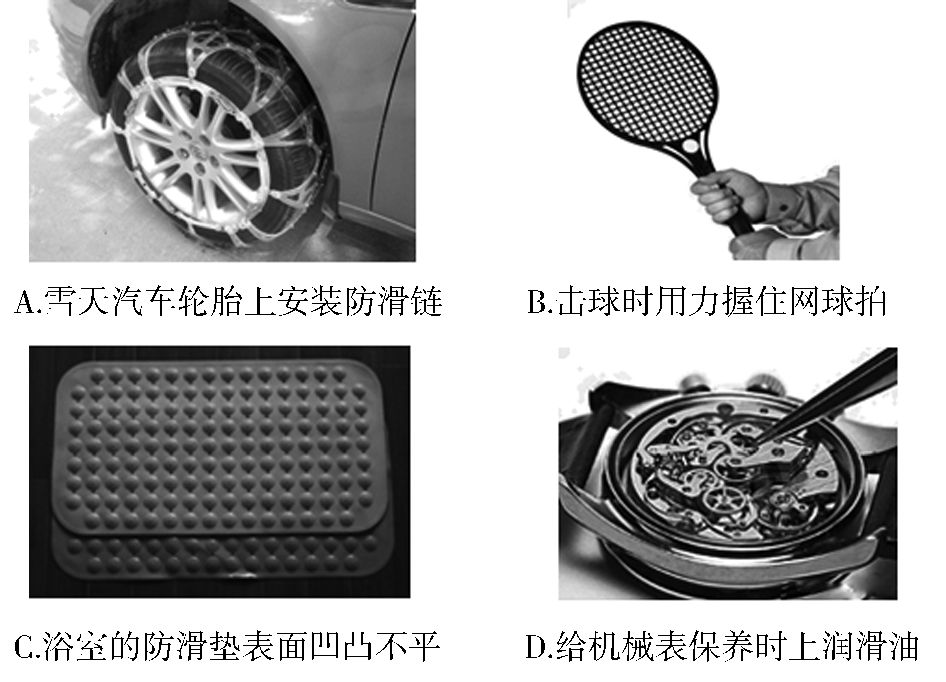 A.雪天汽车轮胎上安装防滑链
B.击球时用力握住网球拍
C.浴室的防滑垫表面凹凸不平
D.给机械表保养时上润滑油